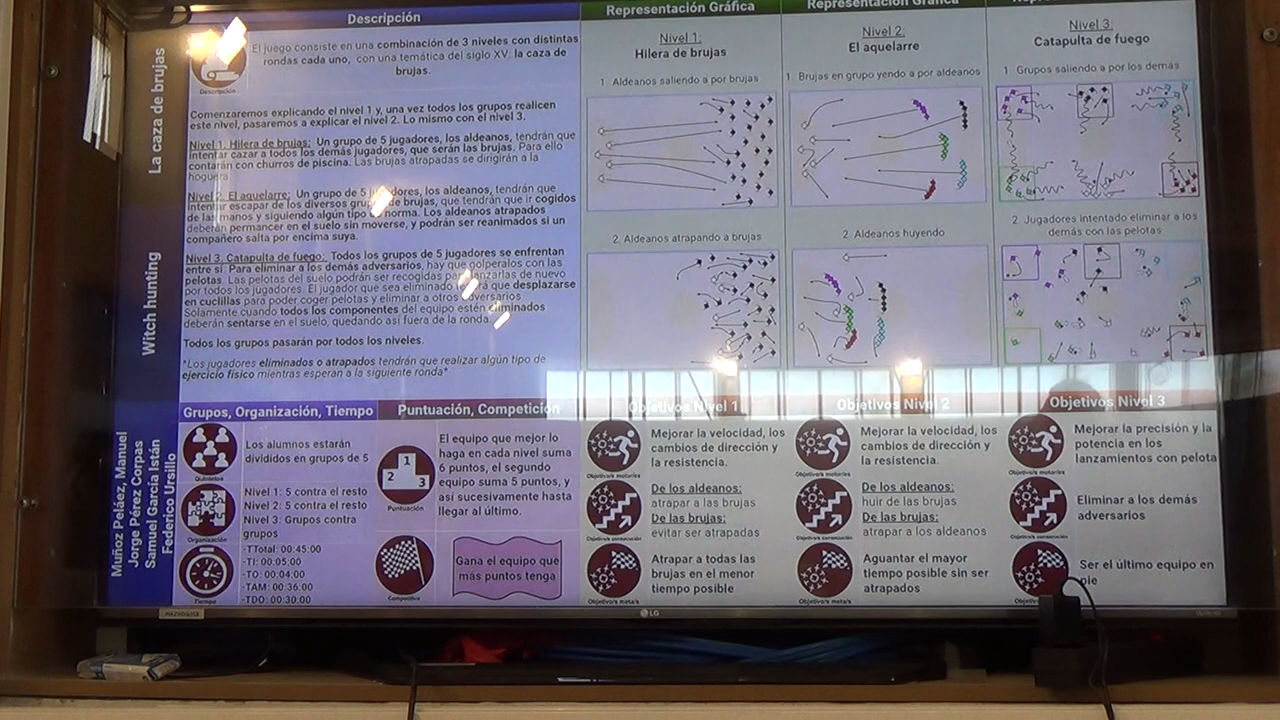 La caza de brujas
Witch hunting
Muñoz Peláez, Manuel
Jorge Pérez Corpas
Samuel García Istán
Federico Ursillo
Descripción
Descripción
El juego consiste en una combinación de 3 niveles con distintas
rondas cada uno, con una temática del siglo XV: la caza de
brujas.
Comenzaremos explicando el nivel 1 y, una vez todos los grupos realicen
este nivel, pasaremos a explicar el nivel 2. Lo mismo con el nivel 3.
Nivel 1. Hilera de brujas: Un grupo de 5 jugadores, los aldeanos, tendrán que
intentar cazar a todos los demás jugadores, que serán las brujas. Para ello
contarán con churros de piscina. Las brujas atrapadas se dirigirán a la
hoguera
Nivel 2. El aquelarre: Un grupo de 5 jugadores, los aldeanos, tendrán que
intentar escapar de los diversos grupos de brujas, que tendrán que ir cogidos
de las manos y siguiendo algún tipo norma. Los aldeanos atrapados
deberán permancer en el suelo sin moverse, y podrán ser reanimados si un
compañero salta por encima suya.
Nivel 3. Catapulta de fuego: Todos los grupos de 5 jugadores se enfrentan
entre sí. Para eliminar a los demás adversarios, hay que golpearlos con las
pelotas. Las pelotas del suelo podrán ser recogidas para lanzarlas de nuevo
por todos los jugadores. El jugador que sea eliminado que desplazarse
en cuclillas para poder coger pelotas y eliminar a otros adversarios
Solamente cuando todos los componentes del equipo estén eliminados
deberán sentarse en el suelo, quedando así fuera de la ronda.
Todos los grupos pasarán por todos los niveles.
*Los jugadores eliminados o atrapados tendrán que realizar algún tipo de
ejercicio físico mientras esperan a la siguiente ronda*
Representación Gráfica
Nivel 1:
Hilera de brujas
1. Aldeanos saliendo a por brujas
2. Aldeanos atrapando a brujas
Representación Gráfica
Nivel 2:
El aquelarre
1. Brujas en grupo yendo a por aldeanos
2. Aldeanos huyendo
Nivel 3:
Catapulta de fuego
1. Grupos saliendo a por los demás
2. Jugadores intentado eliminar a los
demás con las pelotas
Grupos, Organización, Tiempo
Los alumnos estarán
divididos en grupos de 5
Organización
Nivel 1: 5 contra el resto
Nivel 2: 5 contra el resto
Nivel 3: Grupos contra
grupos
Tiempo
-TTotal: 00:45:00
-TI: 00:05:00
-TO: 00:04:00
-TAM: 00:36:00
-TDO: 00:30:00
Puntuación, Competición
1
2
3
Puntuación
El equipo que mejor lo
haga en cada nivel suma
6 puntos, el segundo
equipo suma 5 puntos, y
así sucesivamente hasta
llegar al último.
Gana el equipo que
más puntos tenga
Objetivos Nivel 1
Objetivo/s motor/es
Mejorar la velocidad, los
cambios de dirección y
la resistencia.
De los aldeanos:
atrapar a las brujas
De las brujas:
evitar ser atrapadas
Objetivo/s meta/s
Atrapar a todas las
brujas en el menor
tiempo posible
Objetivos Nivel 2
Objetivo/s motor/es
Mejorar la velocidad, los
cambios de dirección y
la resistencia.
De los aldeanos:
huir de las brujas
De las brujas:
atrapar a los aldeanos
Objetivo/s meta/s
Aguantar el mayor
tiempo posible sin ser
atrapados
Objetivos Nivel 3
Objetivo/s motor/es
Mejorar la precisión y la
potencia en los
lanzamientos con pelota
Eliminar a los demás
adversarios
Ser el último equipo en
pie
LG